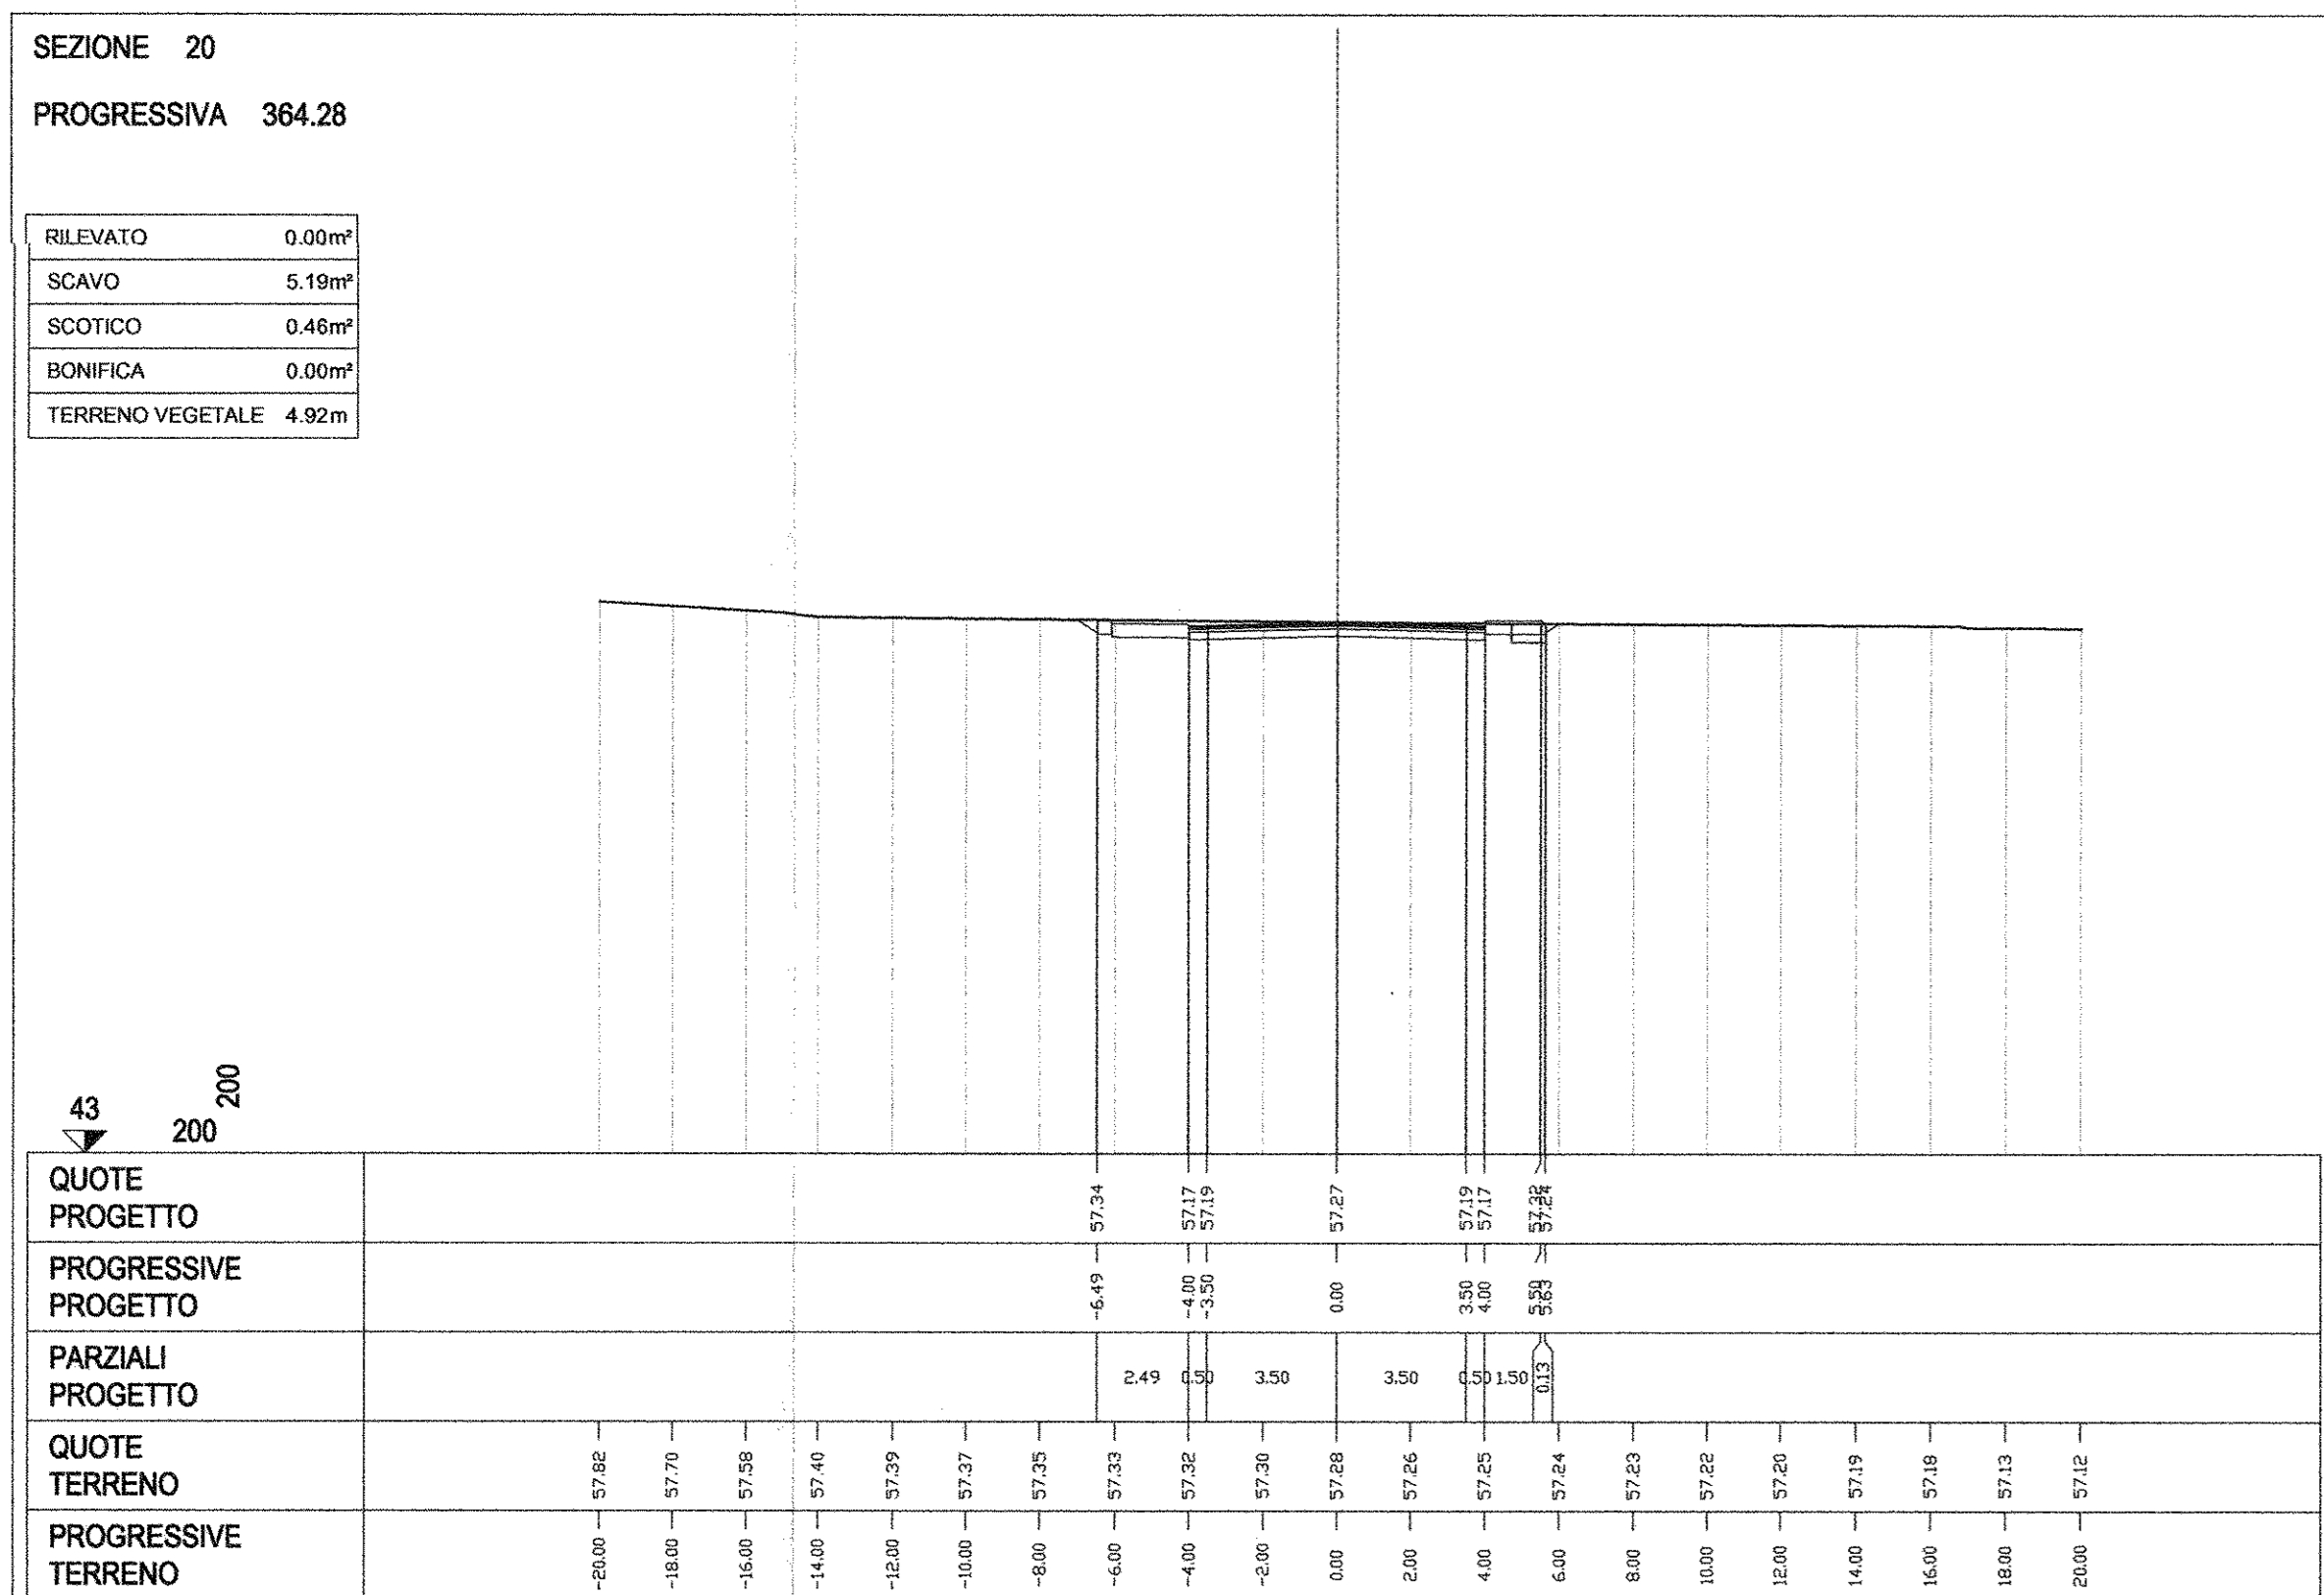 SEZIONE 20
PROGRESSIVA 364.28
RILEVATO 0.00m²
SCAVO 5.19m²
SCOTICO 0.46m²
BONIFICA 0.00m²
TERRENO VEGETALE 4.92m
200
43
200
QUOTE
PROGETTO
57.34 57.17 57.19 57.27 57.19 57.17 57.32 57.24
PROGRESSIVE
PROGETTO
-6.49 -4.00 -3.50 0.00 3.50 4.00 5.50 5.63
PARZIALI
PROGETTO
2.49 0.50 3.50 3.50 0.50 1.50 0.13
QUOTE
TERRENO
57.82 57.70 57.58 57.40 57.39 57.37 57.35 57.33 57.32 57.30 57.28 57.26 57.25 57.24 57.23 57.22 57.20 57.19 57.18 57.13 57.12
PROGRESSIVE
TERRENO
-20.00 -18.00 -16.00 -14.00 -12.00 -10.00 -8.00 -6.00 -4.00 -2.00 0.00 2.00 4.00 6.00 8.00 10.00 12.00 14.00 16.00 18.00 20.00